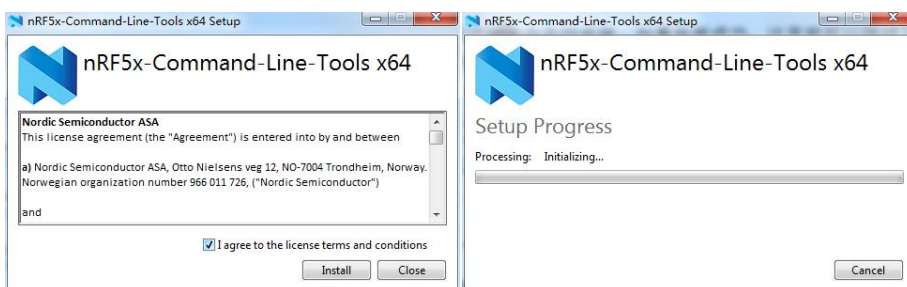 nRF5x-Command-Line-Tools x64 Setup
nRF5x-Command-Line-Tools x64
Nordic Semiconductor ASA
This license agreement (the "Agreement") is entered into by and between
a) Nordic Semiconductor ASA, Otto Nielsens veg 12, NO-7004 Trondheim, Norway.
Norwegian organization number 966 011 726, ("Nordic Semiconductor")
and
I agree to the license terms and conditions
Install
Close
nRF5x-Command-Line-Tools x64 Setup
nRF5x-Command-Line-Tools x64
Setup Progress
Processing: Initializing...
Cancel